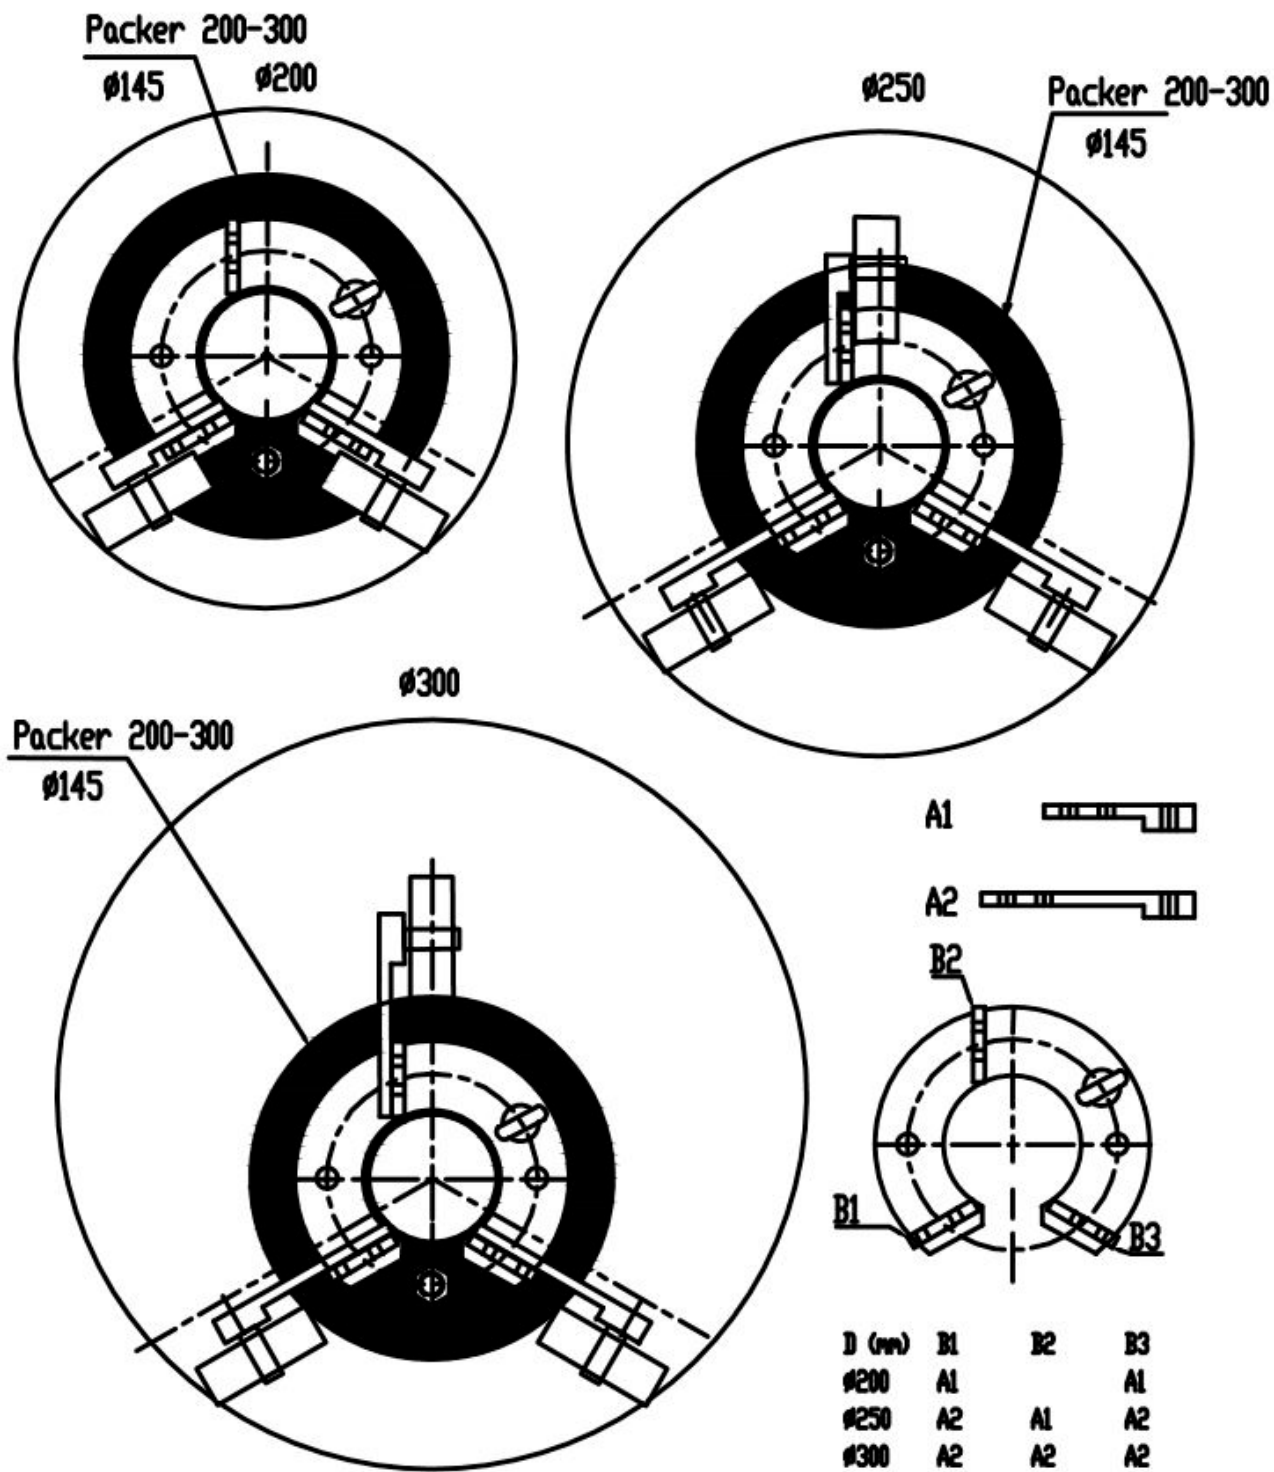 Packer 200-300
ø145
ø200
ø250
Packer 200-300
ø145
ø300
Packer 200-300
ø145
A1
A2
B2
B1
B3
D (mm) B1 B2 B3
ø200 A1 A1
ø250 A2 A1 A2
ø300 A2 A2 A2